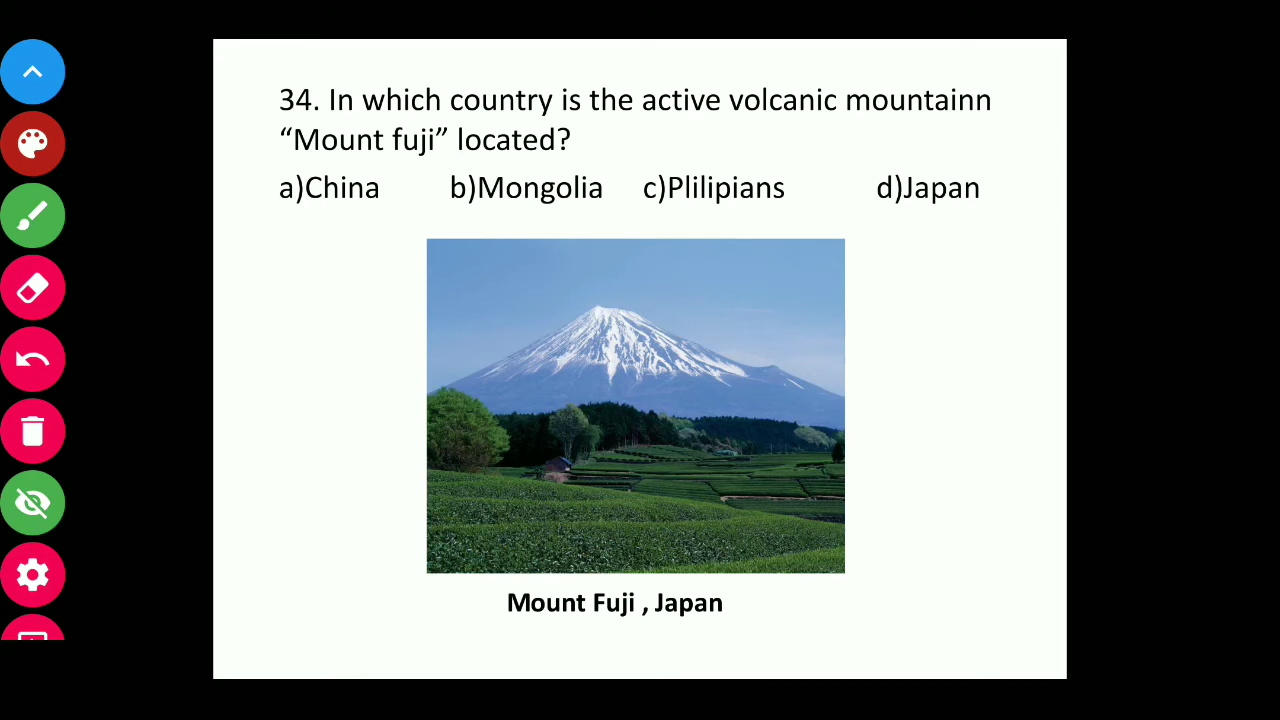 34. In which country is the active volcanic mountainn
“Mount fuji” located?
a)China b)Mongolia c)Plilipians d)Japan
Mount Fuji , Japan